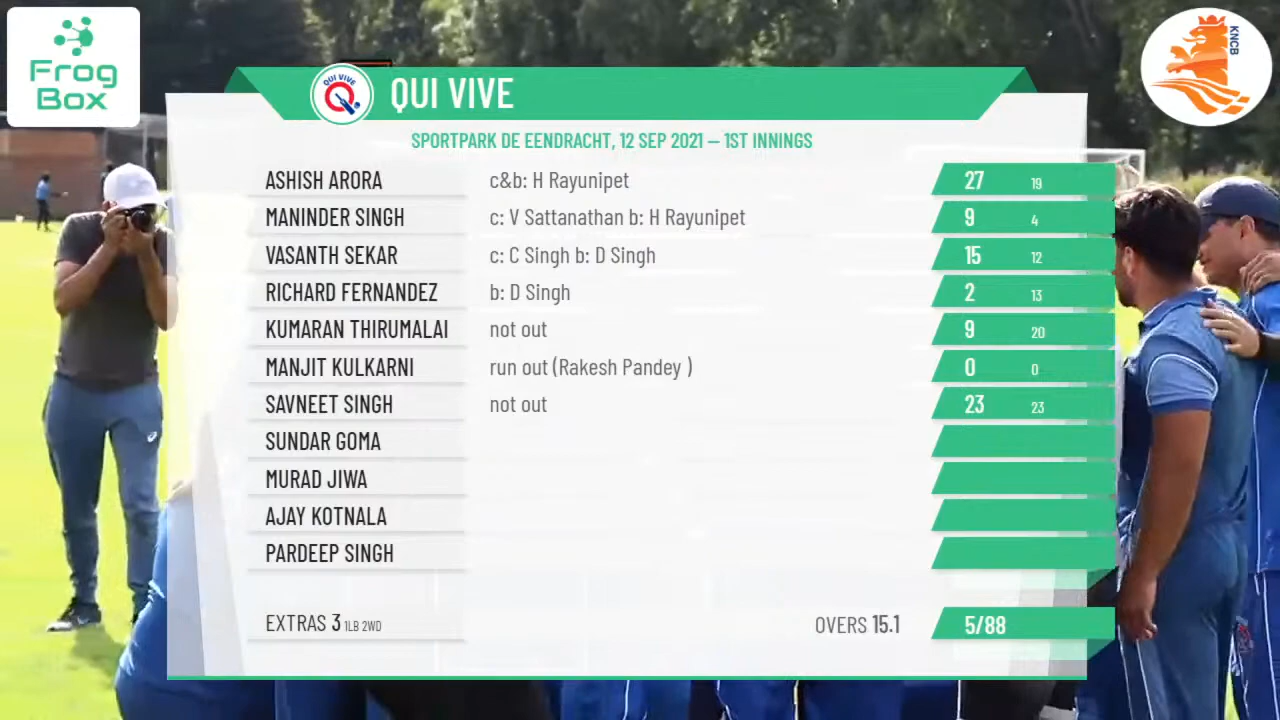 Frog
Box
KNCB
QUI VIVE
QUI VIVE
SPORTPARK DE EENDRACHT, 12 SEP 2021 – 1ST INNINGS
ASHISH ARORA c&b: H Rayunipet 27 19
MANINDER SINGH c: V Sattanathan b: H Rayunipet 9 4
VASANTH SEKAR c: C Singh b: D Singh 15 12
RICHARD FERNANDEZ b: D Singh 2 13
KUMARAN THIRUMALAI not out 9 20
MANJIT KULKARNI run out (Rakesh Pandey ) 0 0
SAVNEET SINGH not out 23 23
SUNDAR GOMA
MURAD JIWA
AJAY KOTNALA
PARDEEP SINGH
EXTRAS 3 1LB 2WD OVERS 15.1 5/88